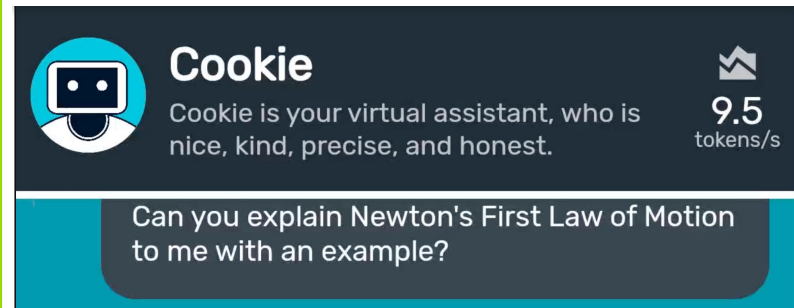 Cookie
Cookie is your virtual assistant, who is
nice, kind, precise, and honest.
9.5
tokens/s
Can you explain Newton's First Law of Motion
to me with an example?